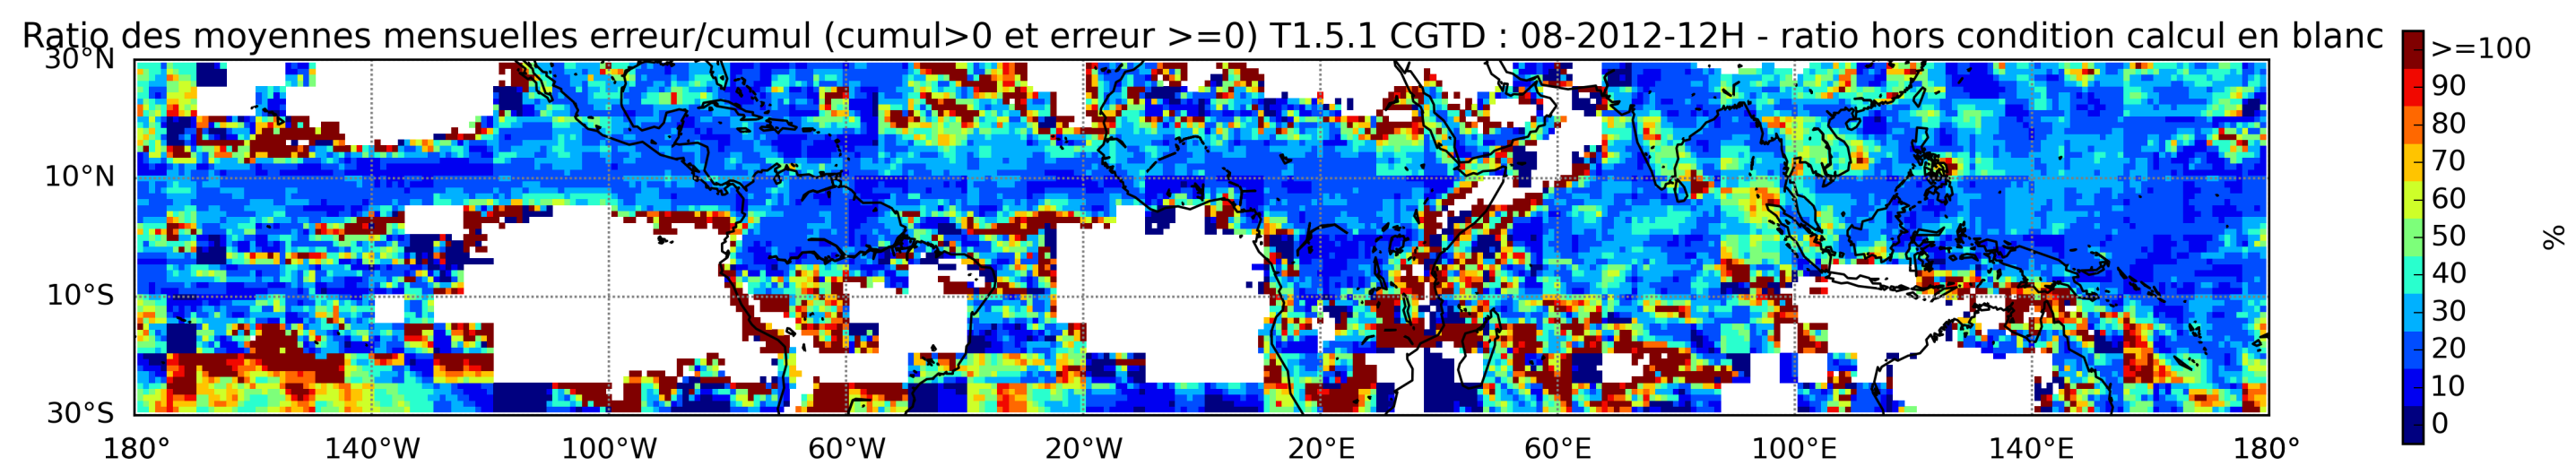 Ratio des moyennes mensuelles erreur/cumul (cumul>0 et erreur >=0) T1.5.1 CGTD : 08-2012-12H - ratio hors condition calcul en blanc
30°N
10°N
10°S
30°S
180° 140°W 100°W 60°W 20°W 20°E 60°E 100°E 140°E 180°
>=100
90
80
70
60
50
40
30
20
10
0
%